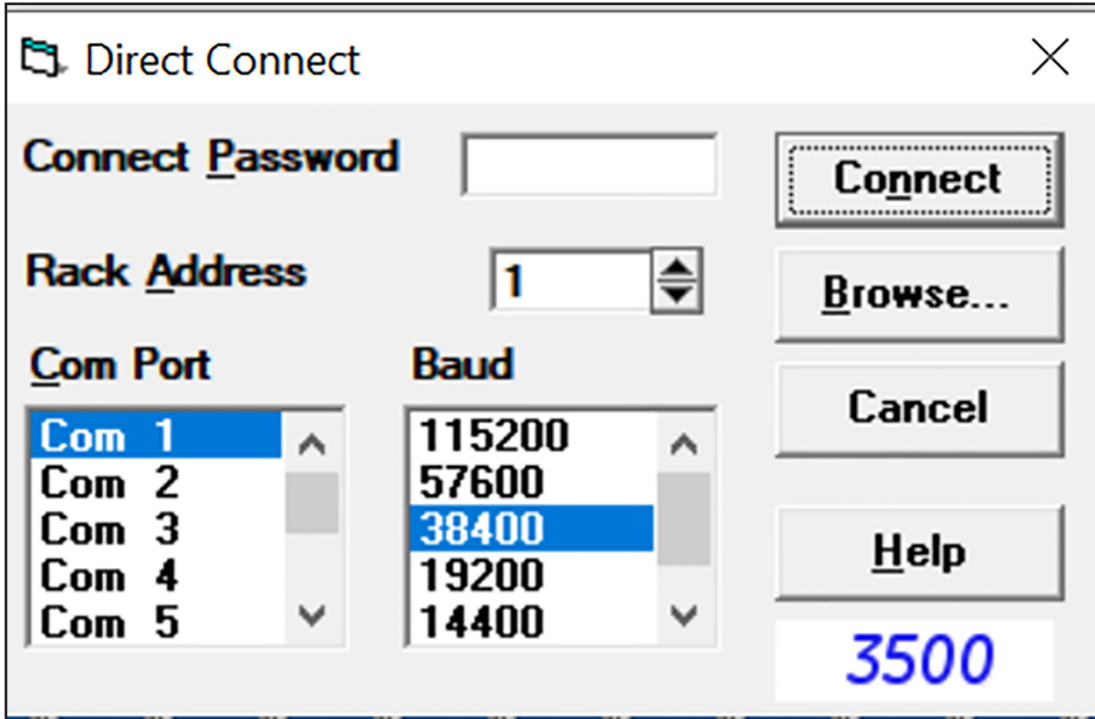 Direct Connect
Connect Password
Connect
Rack Address
1
Browse...
Com Port
Baud
Cancel
Com 1
Com 2
Com 3
Com 4
Com 5
115200
57600
38400
19200
14400
Help
3500